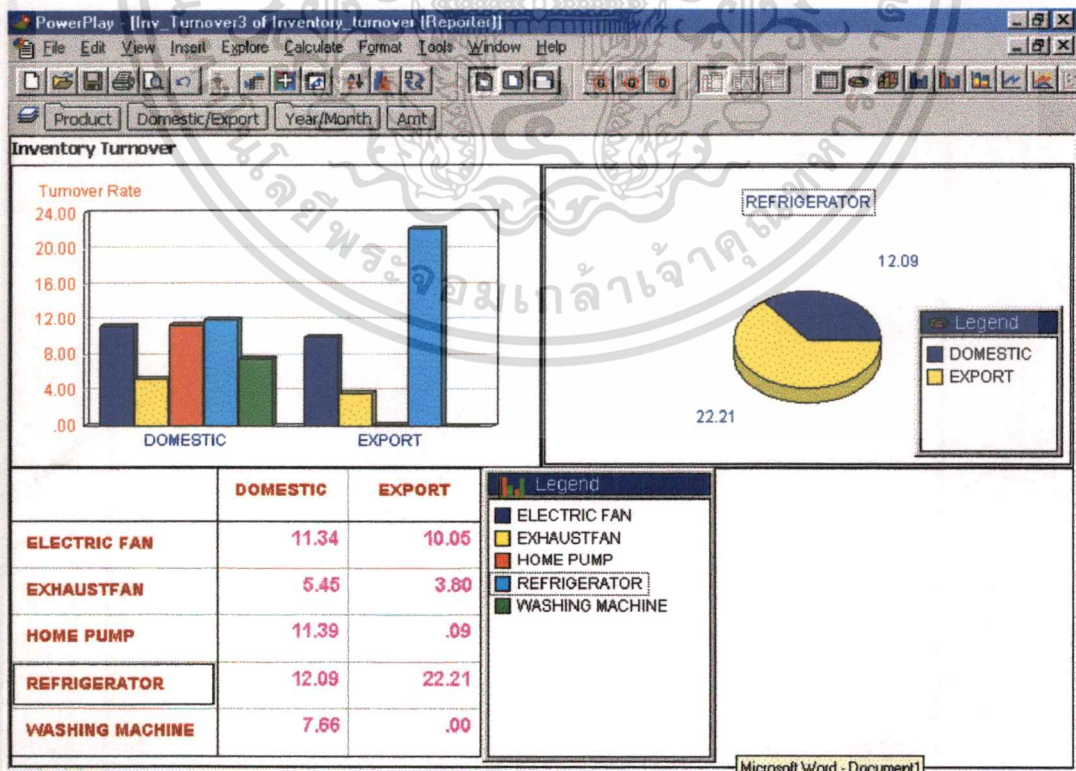 PowerPlay - [Inv_Turnover3 of Inventory_turnover (Reporter)]
File Edit View Insert Explore Calculate Format Tools Window Help
Product Domestic/Export Year/Month Amt
Inventory Turnover
Turnover Rate
24.00
20.00
16.00
12.00
8.00
4.00
.00
DOMESTIC EXPORT
REFRIGERATOR
12.09
22.21
Legend
DOMESTIC
EXPORT
DOMESTIC EXPORT
ELECTRIC FAN 11.34 10.05
EXHAUSTFAN 5.45 3.80
HOME PUMP 11.39 .09
REFRIGERATOR 12.09 22.21
WASHING MACHINE 7.66 .00
Legend
ELECTRIC FAN
EXHAUSTFAN
HOME PUMP
REFRIGERATOR
WASHING MACHINE
Microsoft Word - Document1